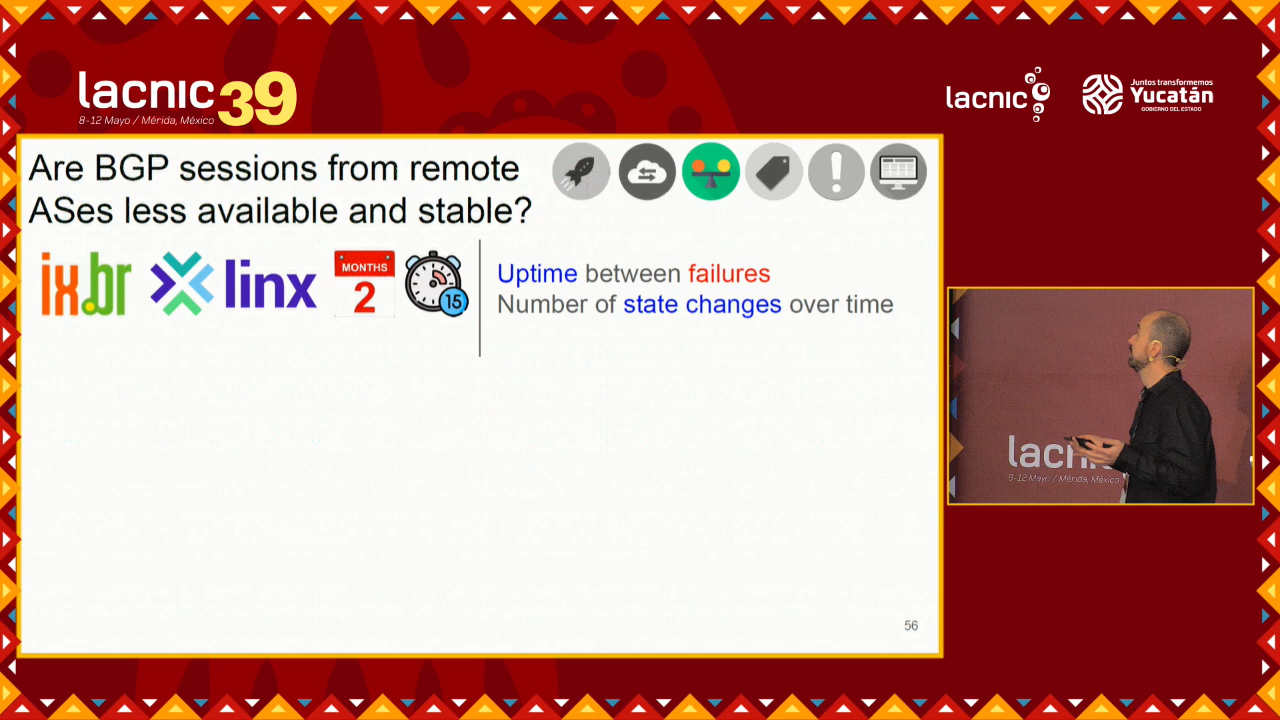 lacnic 39
8-12 Mayo / Mérida, México
lacnic
Juntos transformemos
Yucatán
GOBIERNO DEL ESTADO
Are BGP sessions from remote
ASes less available and stable?
ix.br
linx
MONTHS
2
15
Uptime between failures
Number of state changes over time
lacnic
8-12 Mayo / Mérida, México
56